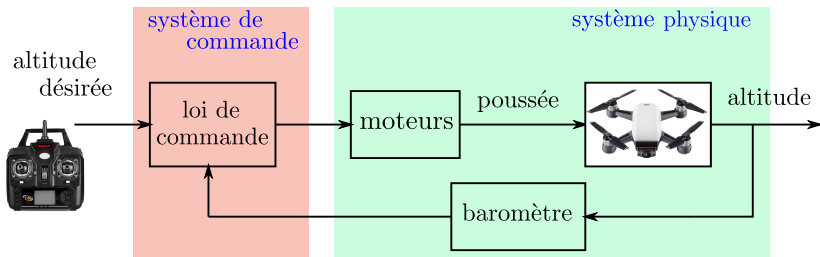 système de
commande
système physique
altitude
désirée
loi de
commande
moteurs
poussée
altitude
baromètre